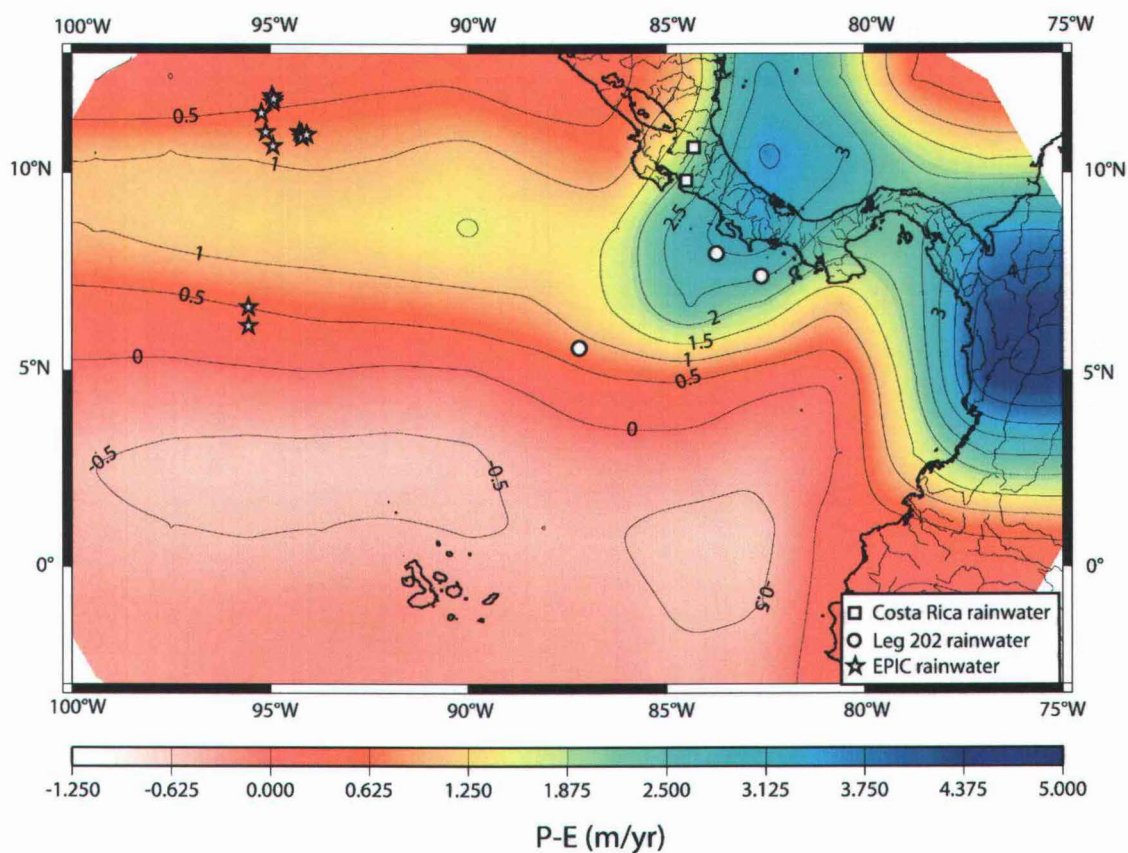 100°W 95°W 90°W 85°W 80°W 75°W
0.5
10°N 1 3 10°N
2.5
1
0.5 2 3
1.5
1
5°N 0 0.5 5°N
0
-0.5 -0.5
0° -0.5 0°
Costa Rica rainwater
Leg 202 rainwater
EPIC rainwater
100°W 95°W 90°W 85°W 80°W 75°W
-1.250 -0.625 0.000 0.625 1.250 1.875 2.500 3.125 3.750 4.375 5.000
P-E (m/yr)